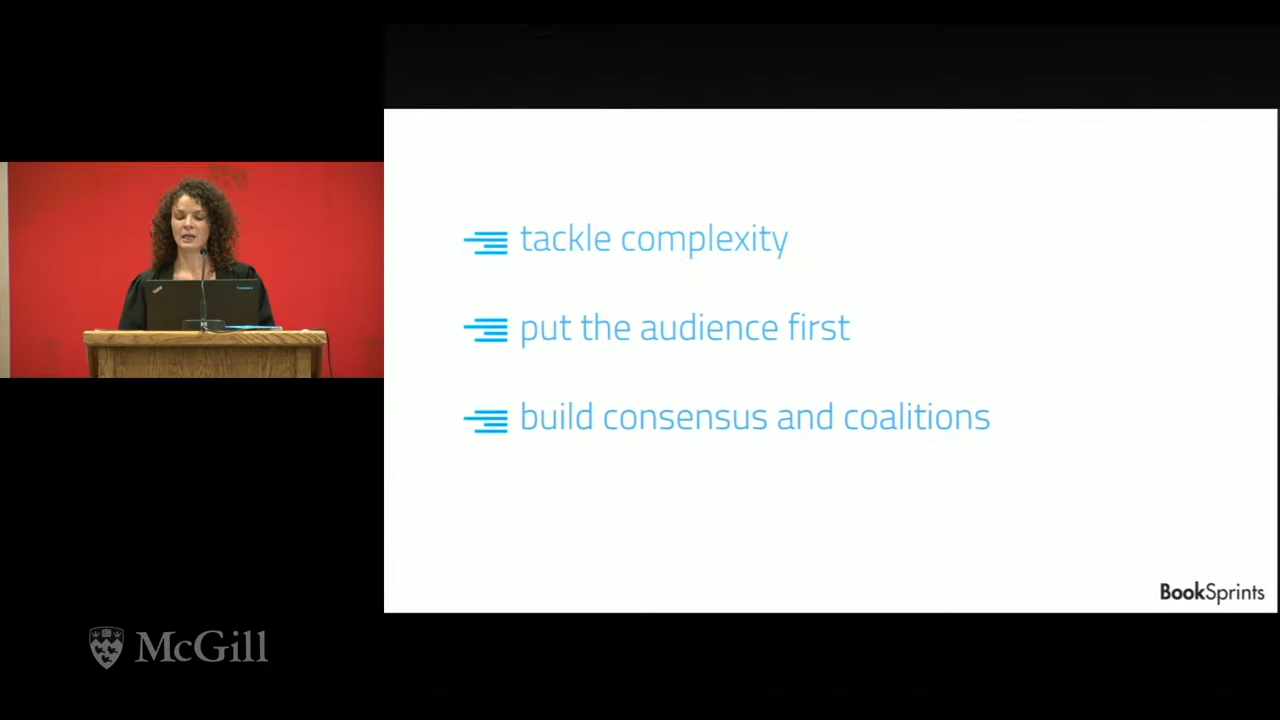 tackle complexity
put the audience first
build consensus and coalitions
BookSprints
McGill